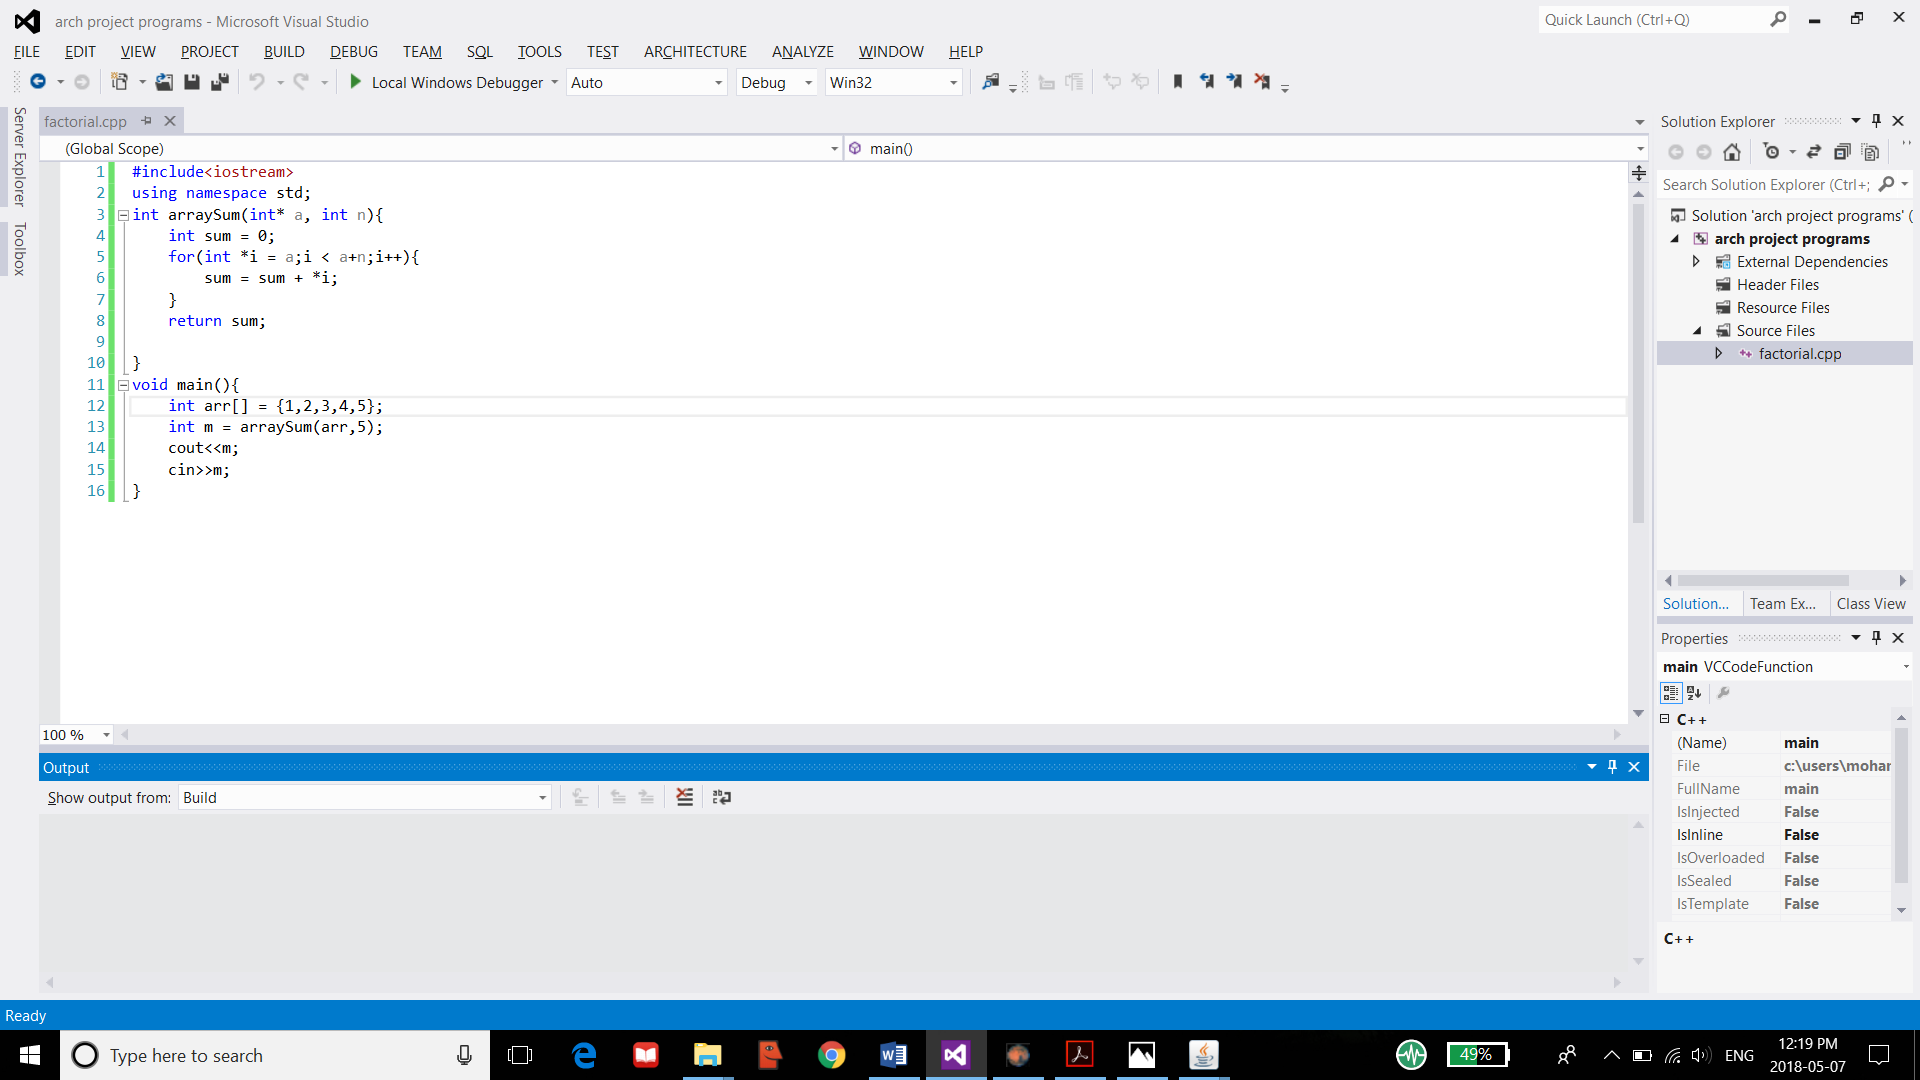 arch project programs - Microsoft Visual Studio
Quick Launch (Ctrl+Q)
FILE EDIT VIEW PROJECT BUILD DEBUG TEAM SQL TOOLS TEST ARCHITECTURE ANALYZE WINDOW HELP
Local Windows Debugger Auto Debug Win32
Server Explorer
Toolbox
factorial.cpp
(Global Scope) main()
1 #include<iostream>
2 using namespace std;
3 int arraySum(int* a, int n){
4 int sum = 0;
5 for(int *i = a;i < a+n;i++){
6 sum = sum + *i;
7 }
8 return sum;
9
10 }
11 void main(){
12 int arr[] = {1,2,3,4,5};
13 int m = arraySum(arr,5);
14 cout<<m;
15 cin>>m;
16 }
100 %
Output
Show output from: Build
Solution Explorer
Search Solution Explorer (Ctrl+;
Solution 'arch project programs' (
arch project programs
External Dependencies
Header Files
Resource Files
Source Files
factorial.cpp
Solution... Team Ex... Class View
Properties
main VCCodeFunction
C++
(Name) main
File c:\users\mohar
FullName main
IsInjected False
IsInline False
IsOverloaded False
IsSealed False
IsTemplate False
C++
Ready
Type here to search
49%
ENG
12:19 PM
2018-05-07